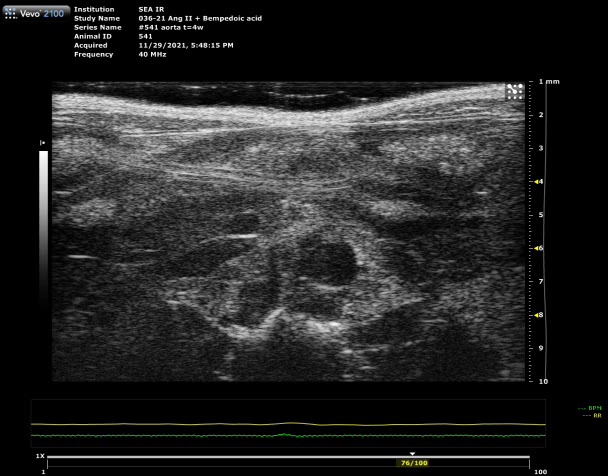 Vevo 2100
Institution SEA IR
Study Name 036-21 Ang II + Bempedoic acid
Series Name #541 aorta t=4w
Animal ID 541
Acquired 11/29/2021, 5:48:15 PM
Frequency 40 MHz
1 mm
2
3
4
5
6
7
8
9
10
BPM
RR
1X
76/100
1 100